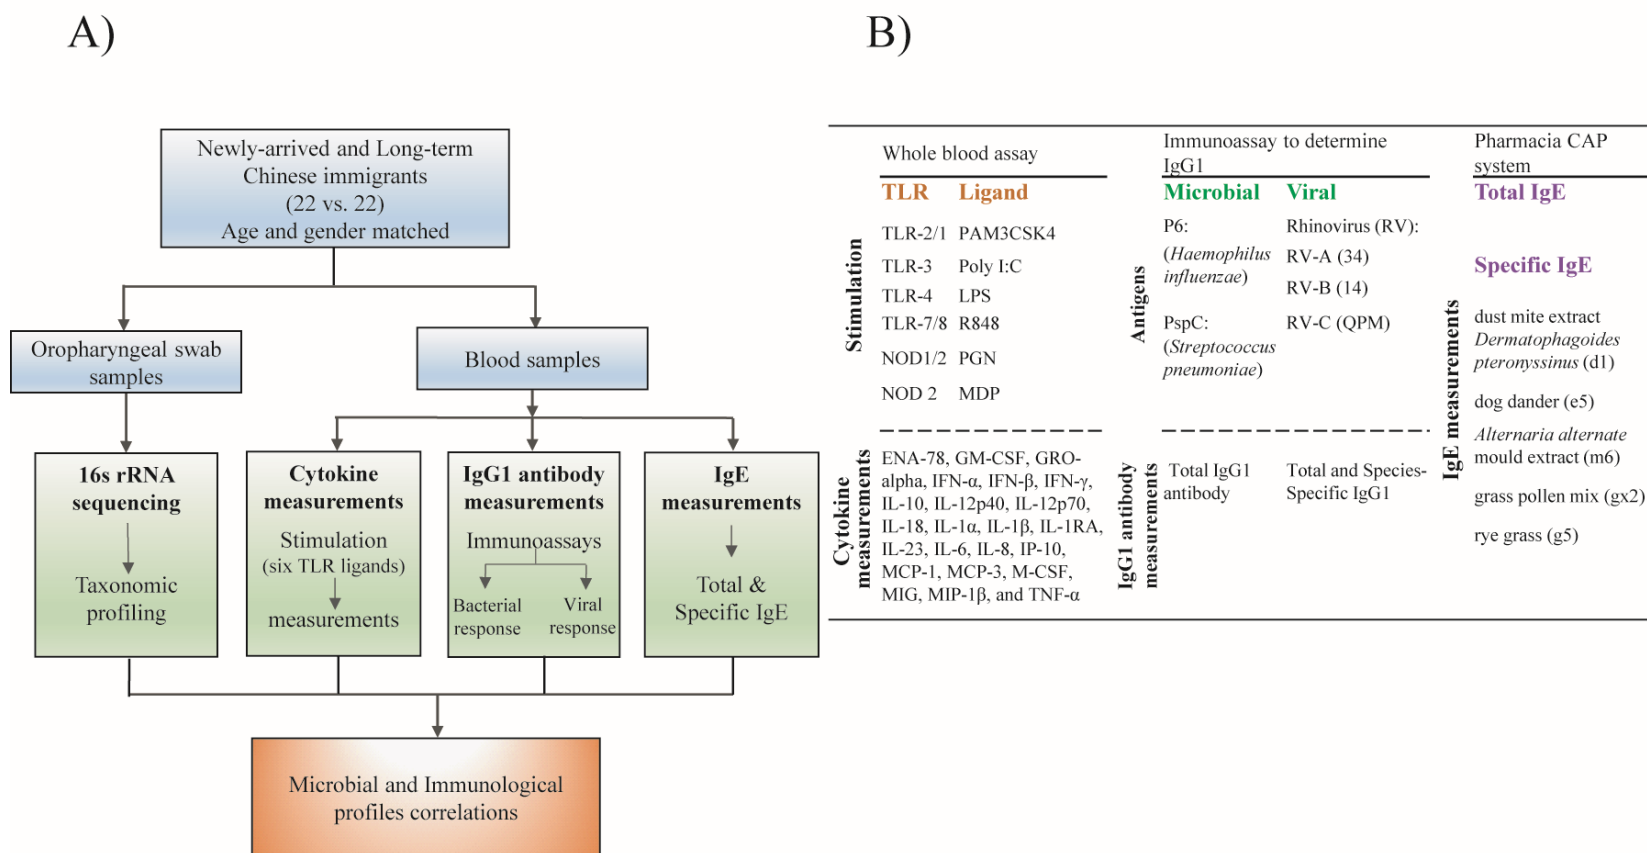 A)
Newly-arrived and Long-term
Chinese immigrants
(22 vs. 22)
Age and gender matched
Oropharyngeal swab
samples
Blood samples
16s rRNA
sequencing
Taxonomic
profiling
Cytokine
measurements
Stimulation
(six TLR ligands)
measurements
IgG1 antibody
measurements
Immunoassays
Bacterial
response
Viral
response
IgE
measurements
Total &
Specific IgE
Microbial and Immunological
profiles correlations
B)
Whole blood assay
TLR Ligand
Stimulation
TLR-2/1 PAM3CSK4
TLR-3 Poly I:C
TLR-4 LPS
TLR-7/8 R848
NOD1/2 PGN
NOD 2 MDP
Cytokine
measurements
ENA-78, GM-CSF, GRO-
alpha, IFN-α, IFN-β, IFN-γ,
IL-10, IL-12p40, IL-12p70,
IL-18, IL-1α, IL-1β, IL-1RA,
IL-23, IL-6, IL-8, IP-10,
MCP-1, MCP-3, M-CSF,
MIG, MIP-1β, and TNF-α
Immunoassay to determine
IgG1
Microbial Viral
Antigens
P6:
(Haemophilus
influenzae)
PspC:
(Streptococcus
pneumoniae)
Rhinovirus (RV):
RV-A (34)
RV-B (14)
RV-C (QPM)
IgG1 antibody
measurements
Total IgG1
antibody
Total and Species-
Specific IgG1
Pharmacia CAP
system
IgE measurements
Total IgE
Specific IgE
dust mite extract
Dermatophagoides
pteronyssinus (d1)
dog dander (e5)
Alternaria alternate
mould extract (m6)
grass pollen mix (gx2)
rye grass (g5)